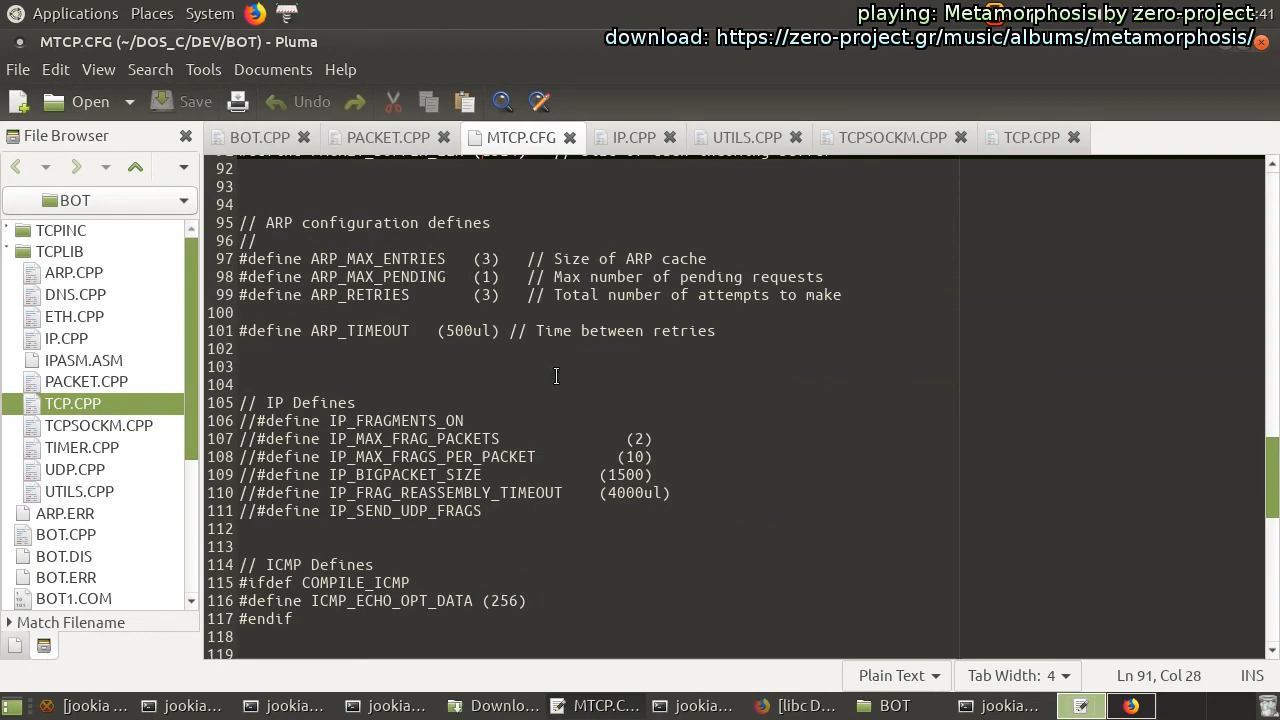 Applications Places System
playing: Metamorphosis by zero-project
:41
MTCP.CFG (~/DOS_C/DEV/BOT) - Pluma
download: https://zero-project.gr/music/albums/metamorphosis/
File Edit View Search Tools Documents Help
Open Save Undo
File Browser
BOT.CPP PACKET.CPP MTCP.CFG IP.CPP UTILS.CPP TCPSOCKM.CPP TCP.CPP
BOT
TCPINC
TCPLIB
ARP.CPP
DNS.CPP
ETH.CPP
IP.CPP
IPASM.ASM
PACKET.CPP
TCP.CPP
TCPSOCKM.CPP
TIMER.CPP
UDP.CPP
UTILS.CPP
ARP.ERR
BOT.CPP
BOT.DIS
BOT.ERR
BOT1.COM
Match Filename
92
93
94
95 // ARP configuration defines
96 //
97 #define ARP_MAX_ENTRIES   (3)   // Size of ARP cache
98 #define ARP_MAX_PENDING   (1)   // Max number of pending requests
99 #define ARP_RETRIES       (3)   // Total number of attempts to make
100
101 #define ARP_TIMEOUT   (500ul) // Time between retries
102
103
104
105 // IP Defines
106 //#define IP_FRAGMENTS_ON
107 //#define IP_MAX_FRAG_PACKETS              (2)
108 //#define IP_MAX_FRAGS_PER_PACKET         (10)
109 //#define IP_BIGPACKET_SIZE             (1500)
110 //#define IP_FRAG_REASSEMBLY_TIMEOUT    (4000ul)
111 //#define IP_SEND_UDP_FRAGS
112
113
114 // ICMP Defines
115 #ifdef COMPILE_ICMP
116 #define ICMP_ECHO_OPT_DATA (256)
117 #endif
118
119
Plain Text Tab Width: 4 Ln 91, Col 28 INS
[jookia ... jookia... jookia... jookia... Downlo... MTCP.C... jookia... [libc D... BOT jookia...